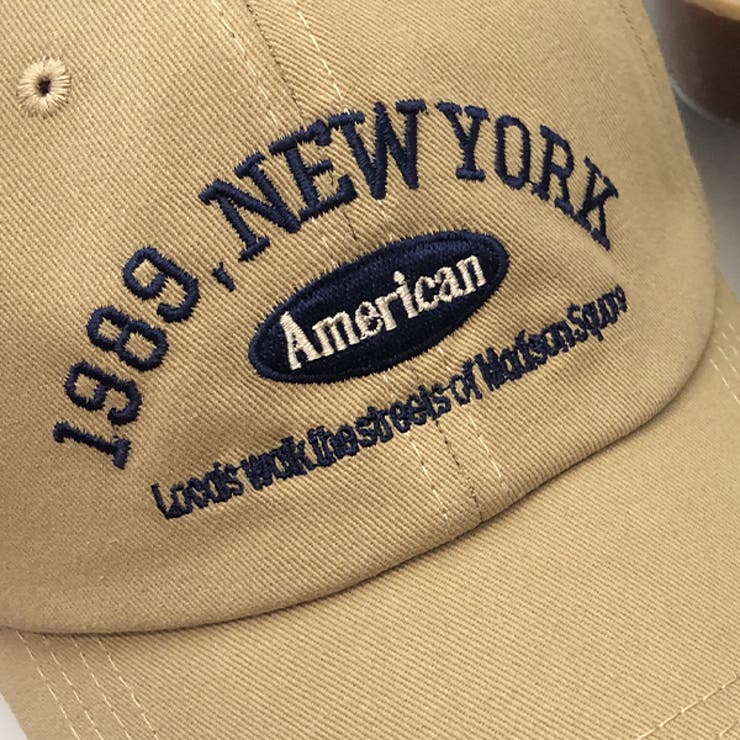 1989, NEW YORK
American
Locals walk the streets of Madison Square